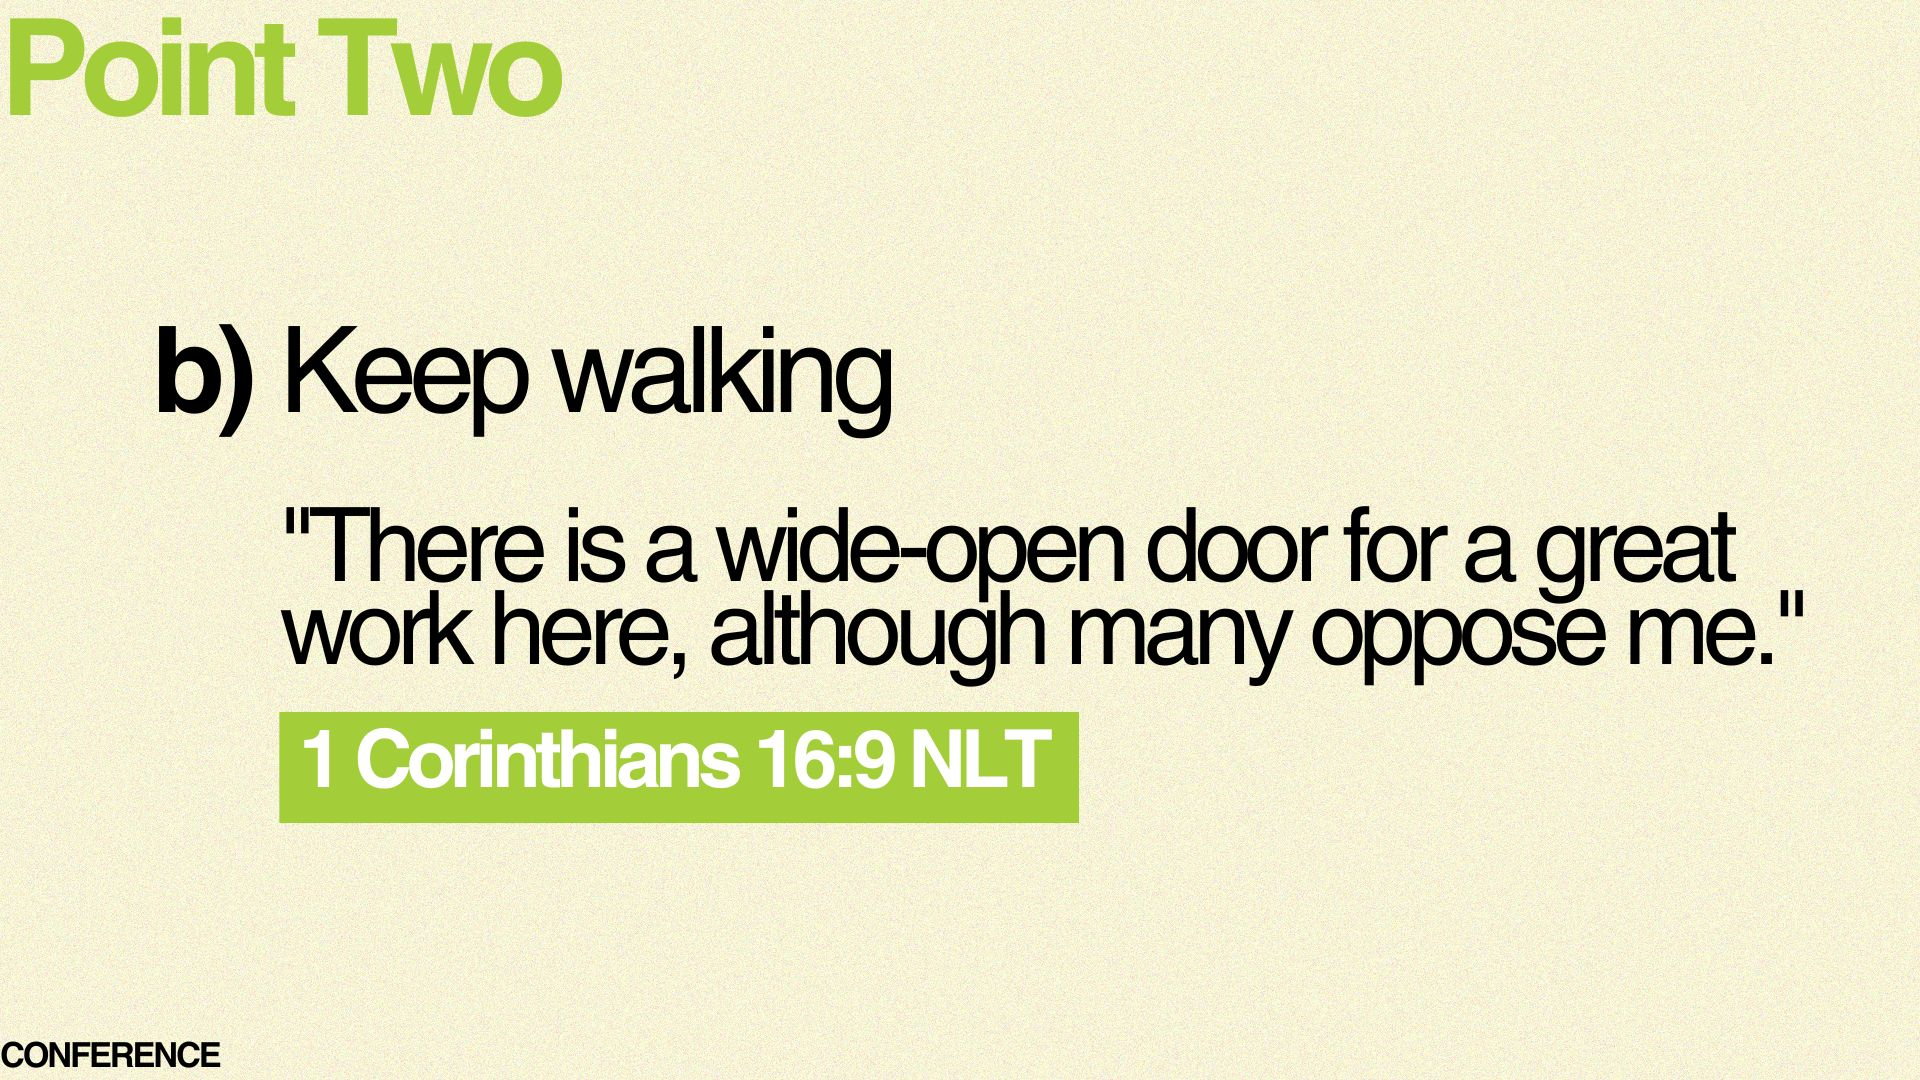 Point Two
b) Keep walking
"There is a wide-open door for a great
work here, although many oppose me."
1 Corinthians 16:9 NLT
CONFERENCE